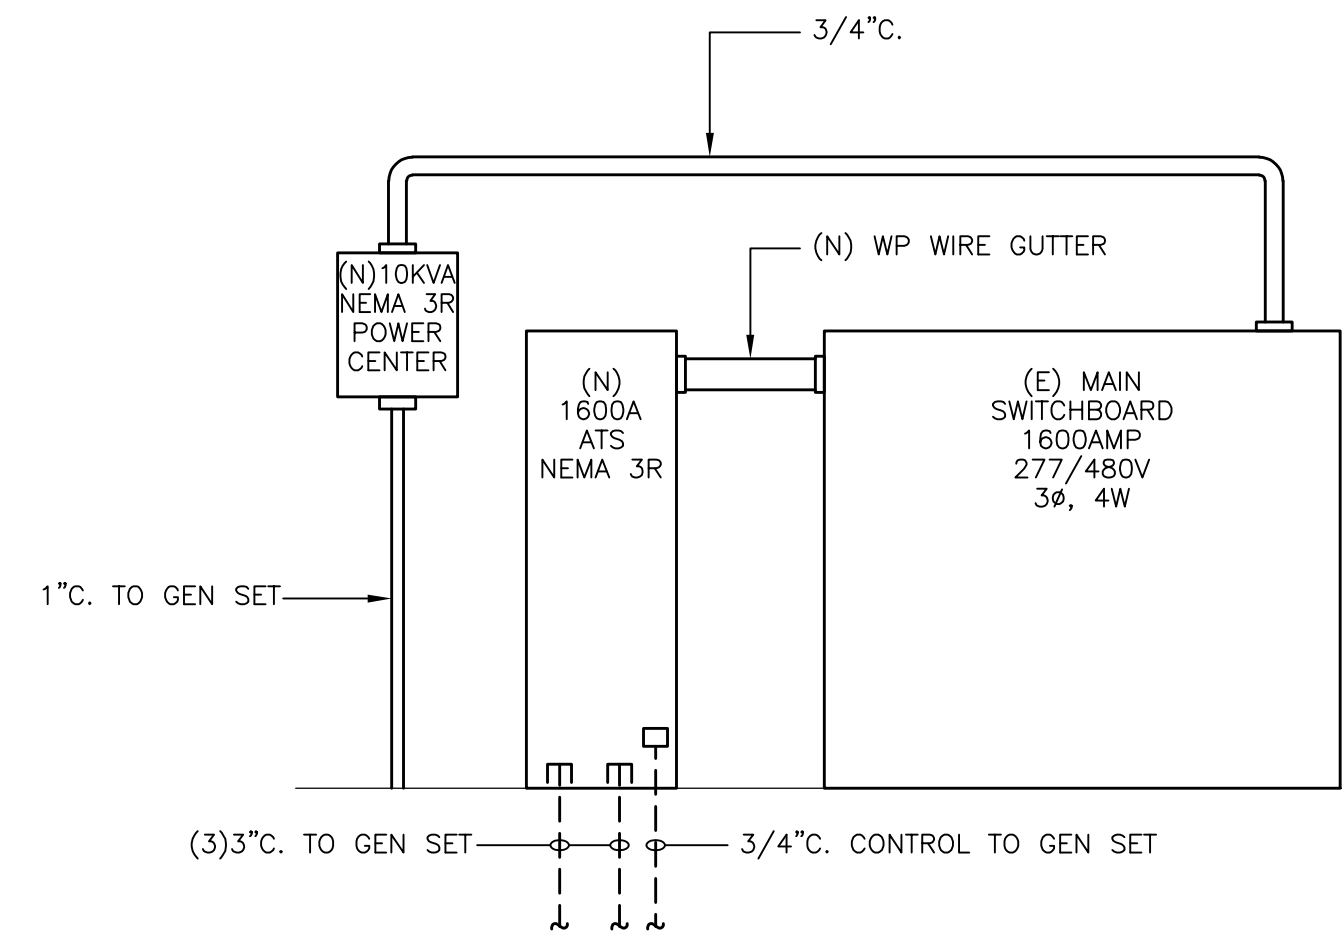 3/4"C.
(N) WP WIRE GUTTER
(N)10KVA
NEMA 3R
POWER
CENTER
(N)
1600A
ATS
NEMA 3R
(E) MAIN
SWITCHBOARD
1600AMP
277/480V
3ø, 4W
1"C. TO GEN SET
(3)3"C. TO GEN SET
3/4"C. CONTROL TO GEN SET